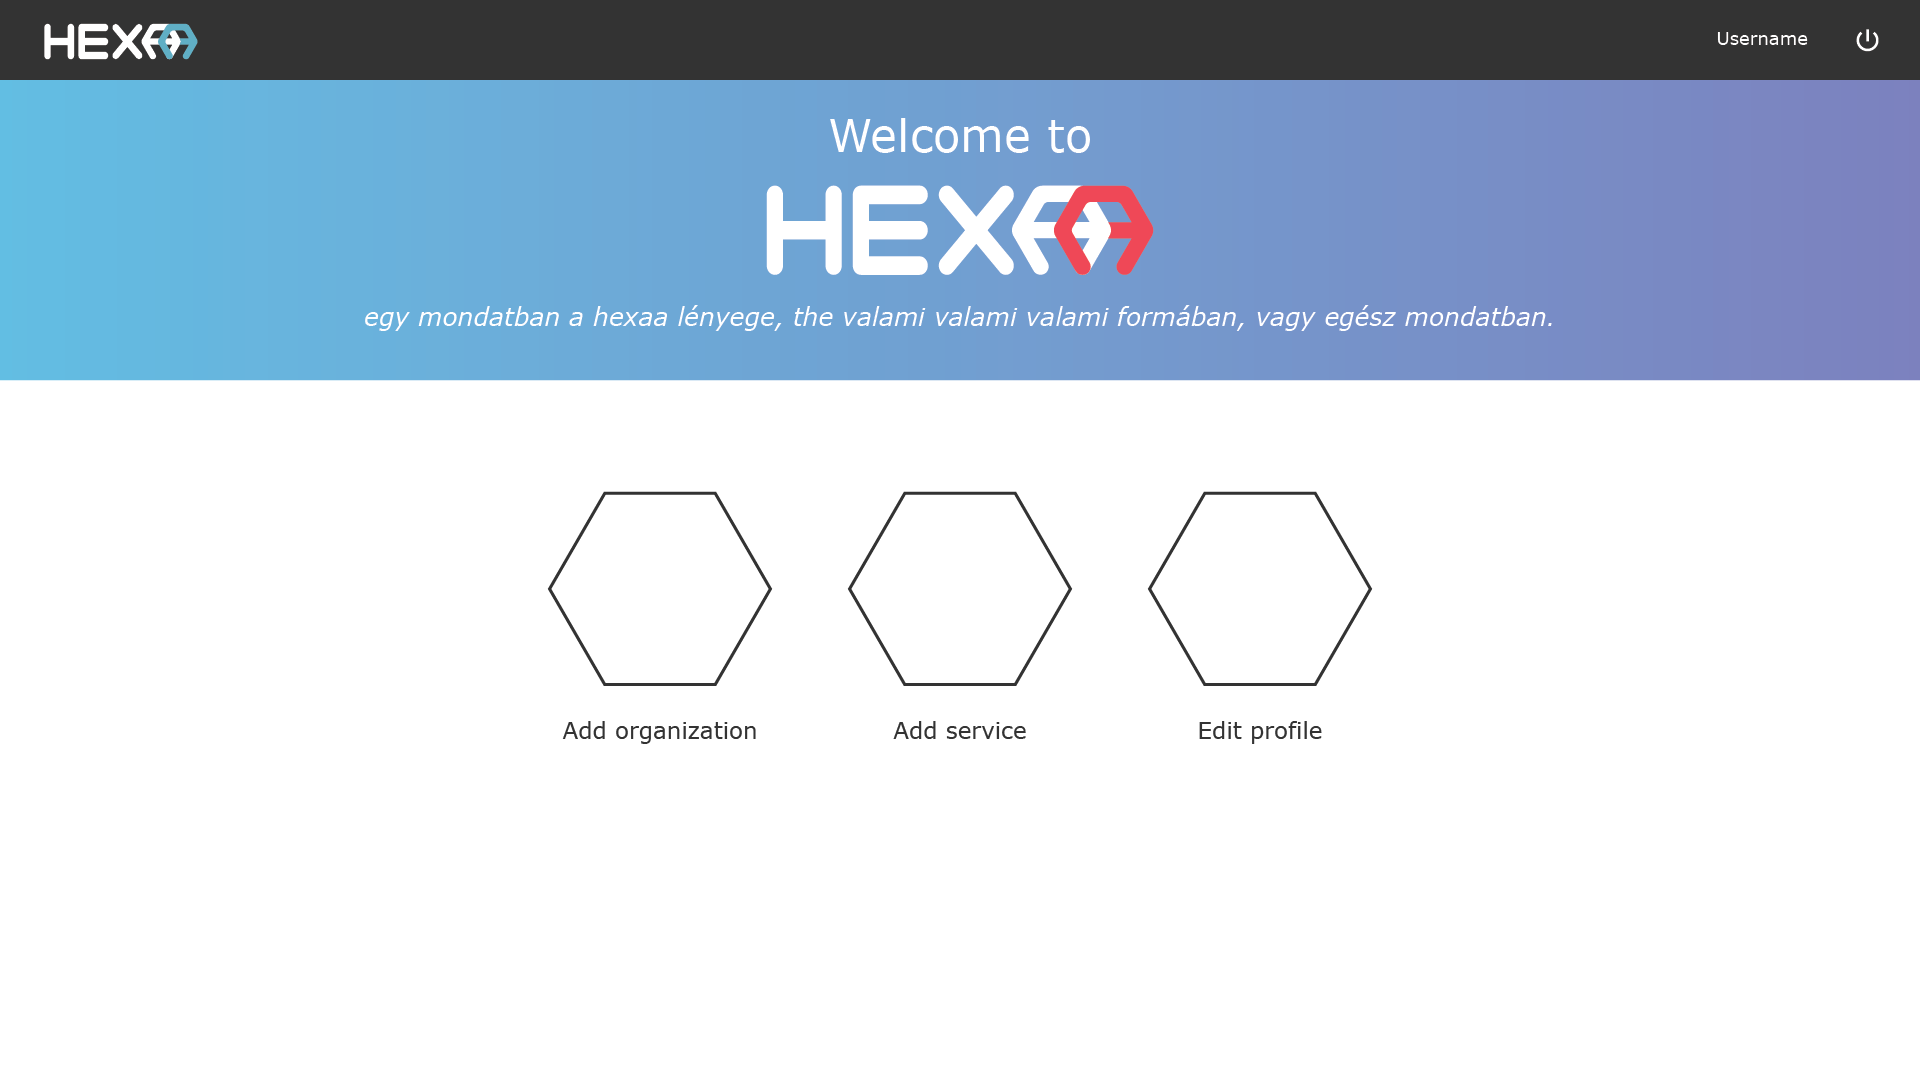 HEXAA
Username
Welcome to
HEXAA
egy mondatban a hexaa lényege, the valami valami valami formában, vagy egész mondatban.
Add organization
Add service
Edit profile